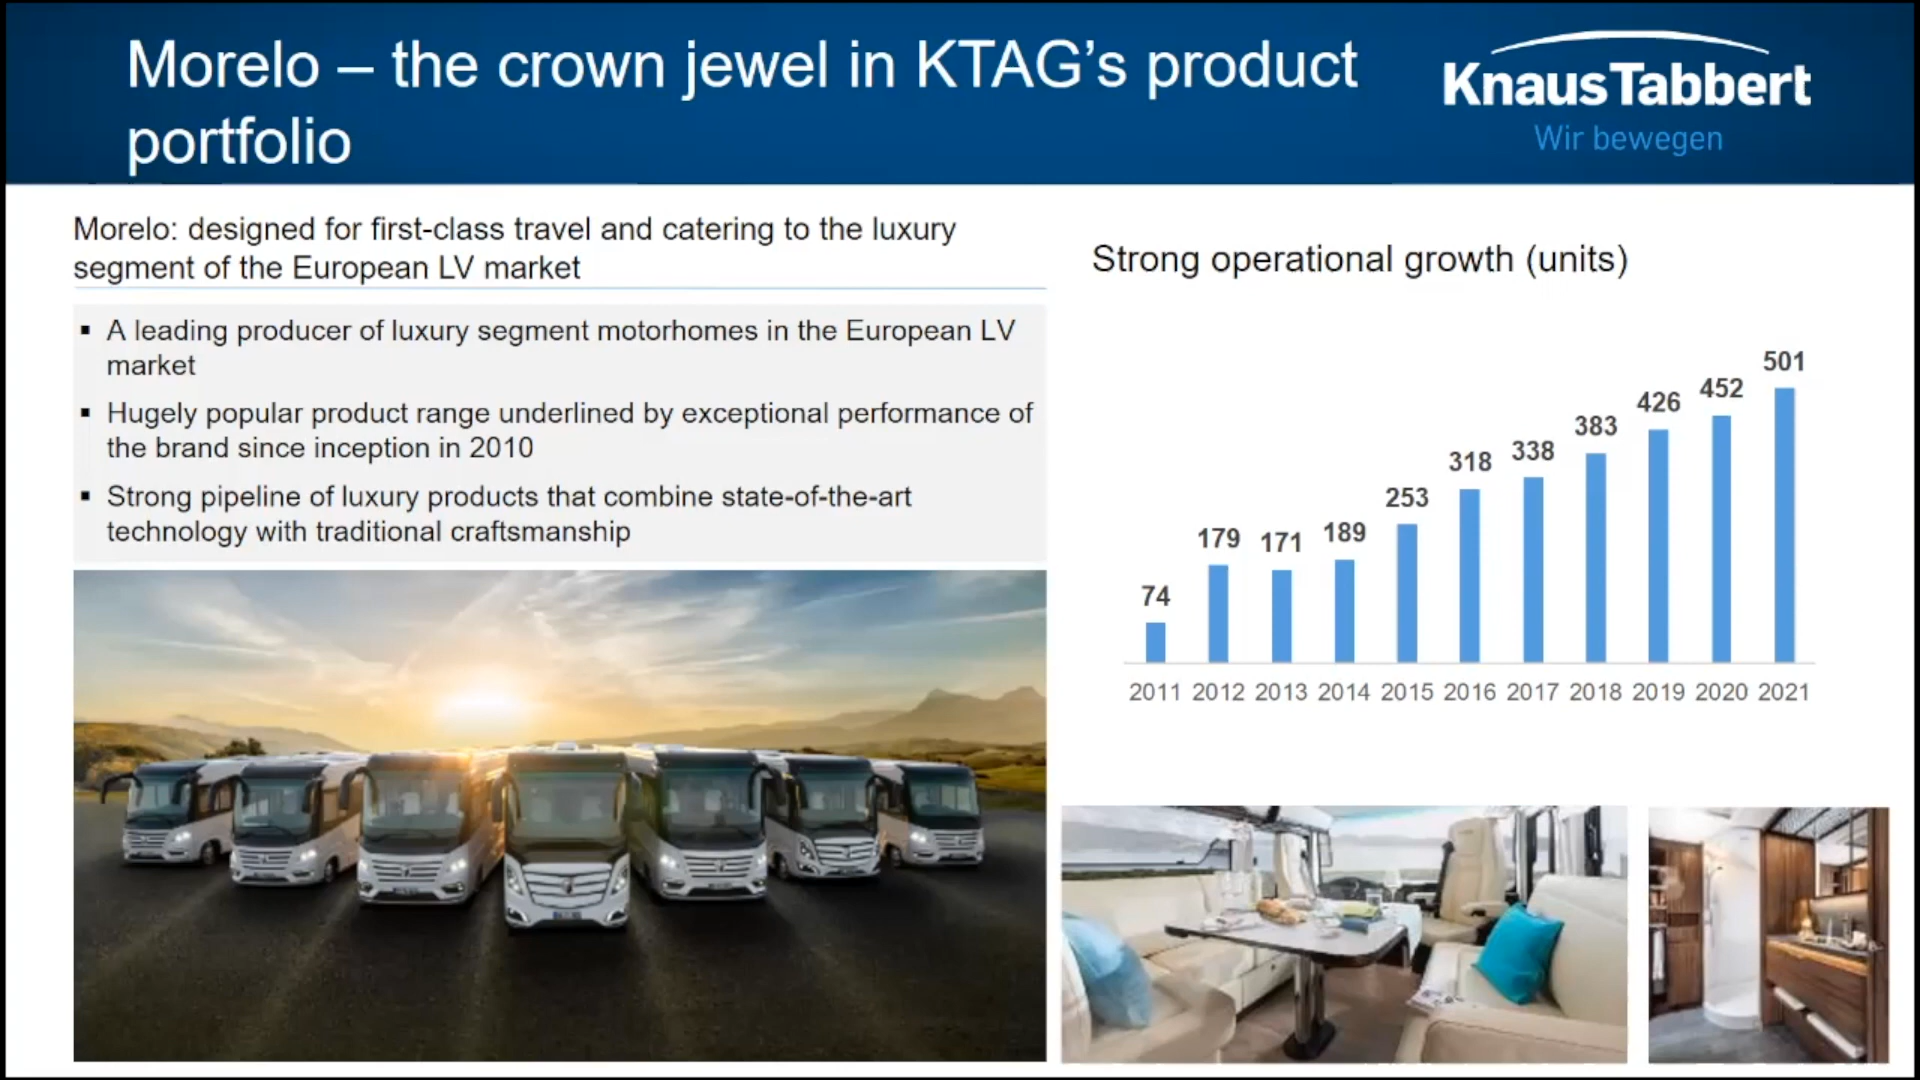 Morelo – the crown jewel in KTAG's product
portfolio
KnausTabbert
Wir bewegen
Morelo: designed for first-class travel and catering to the luxury
segment of the European LV market
▪ A leading producer of luxury segment motorhomes in the European LV
market
▪ Hugely popular product range underlined by exceptional performance of
the brand since inception in 2010
▪ Strong pipeline of luxury products that combine state-of-the-art
technology with traditional craftsmanship
Strong operational growth (units)
74 179 171 189 253 318 338 383 426 452 501
2011 2012 2013 2014 2015 2016 2017 2018 2019 2020 2021